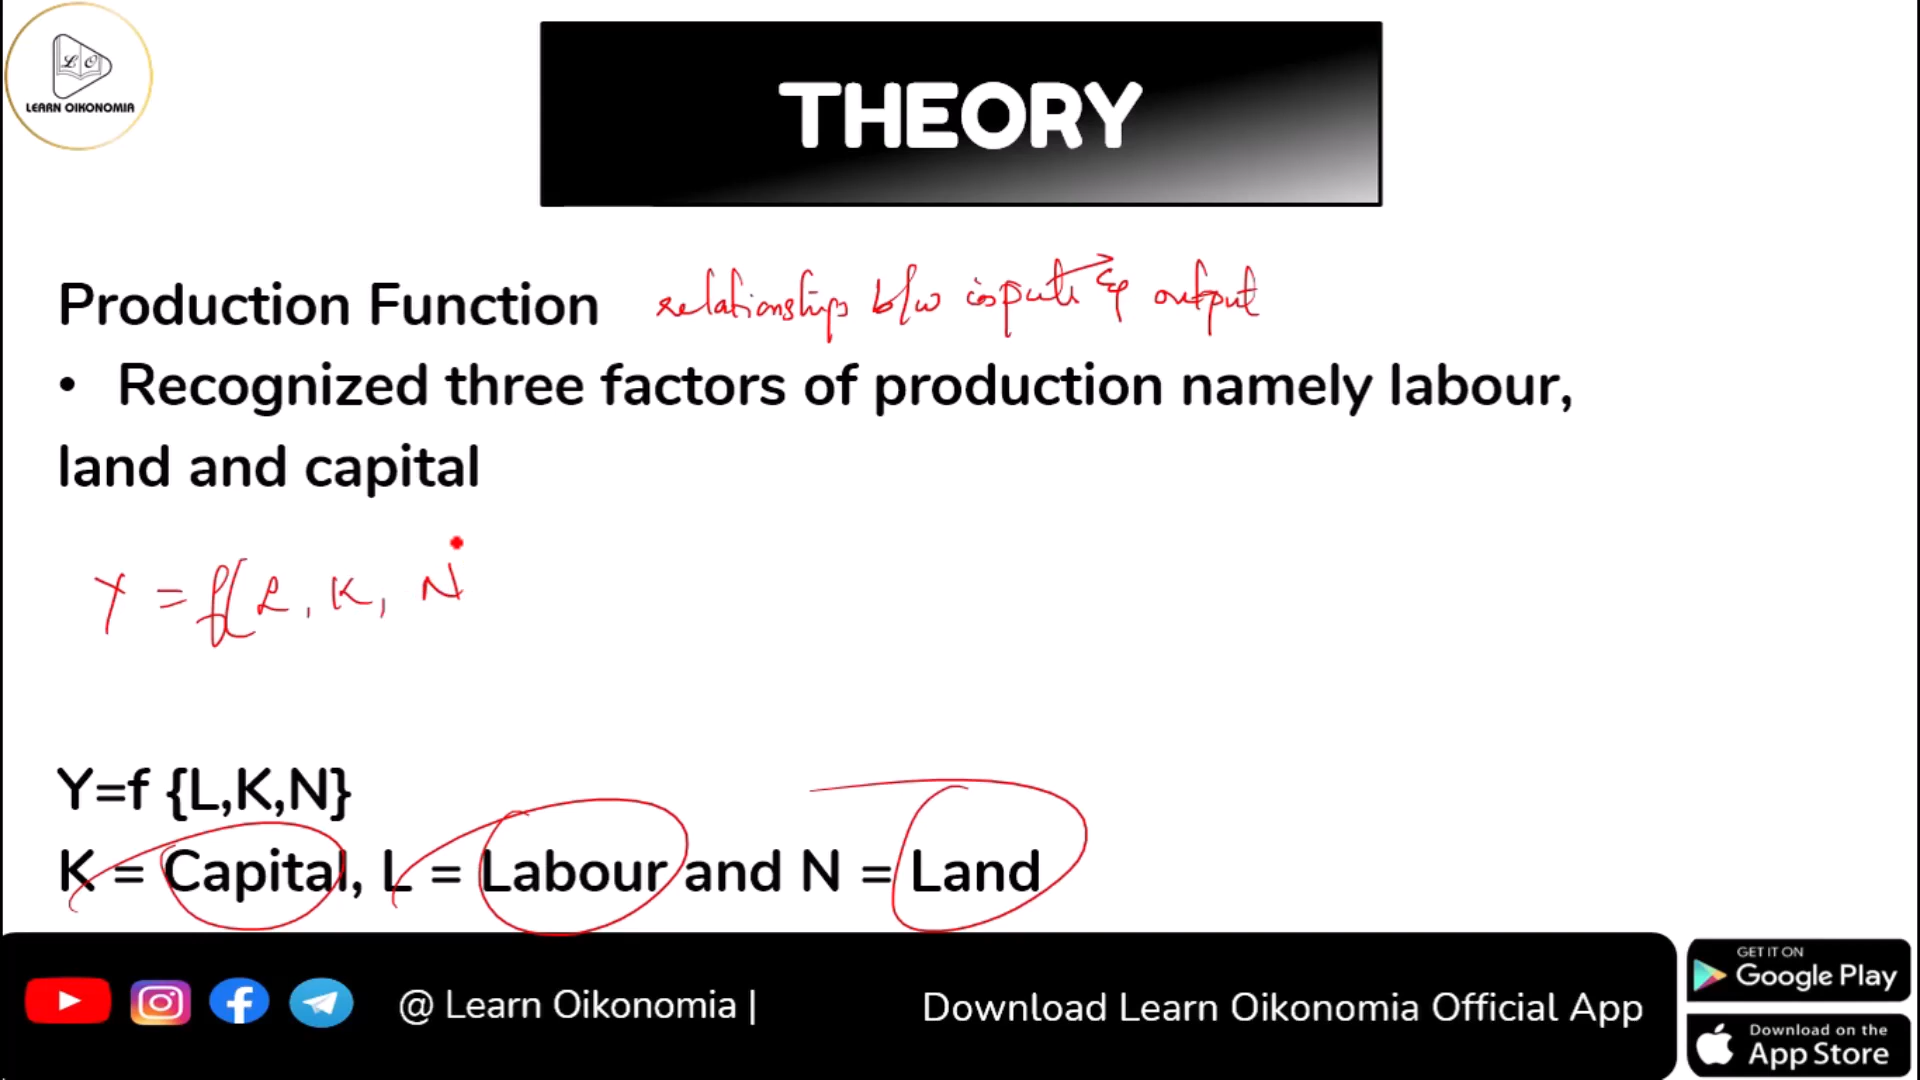 LO
LEARN OIKONOMIA
THEORY
Production Function relationships b/w inputs & output
• Recognized three factors of production namely labour,
land and capital
Y = f(L, K, N
Y=f {L,K,N}
K = Capital, L = Labour and N = Land
@ Learn Oikonomia | Download Learn Oikonomia Official App
GET IT ON
Google Play
Download on the
App Store